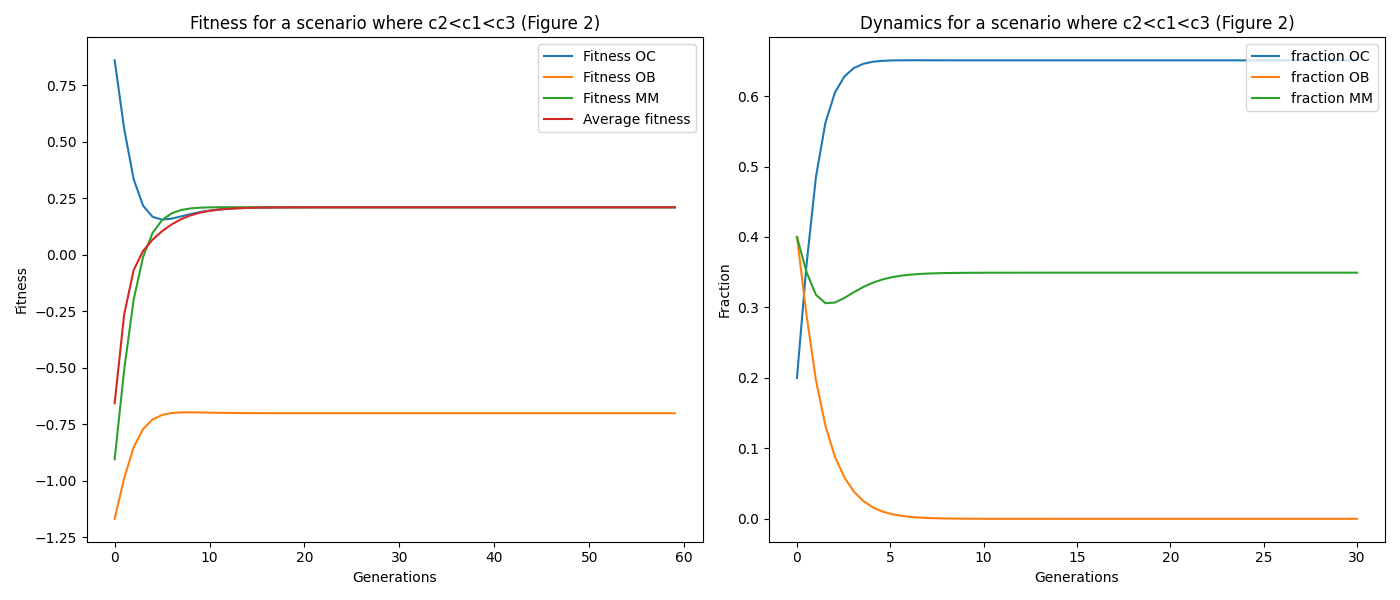 Fitness for a scenario where c2<c1<c3 (Figure 2)
Fitness OC
Fitness OB
Fitness MM
Average fitness
0.75
0.50
0.25
0.00
−0.25
−0.50
−0.75
−1.00
−1.25
Fitness
0 10 20 30 40 50 60
Generations
Dynamics for a scenario where c2<c1<c3 (Figure 2)
fraction OC
fraction OB
fraction MM
0.6
0.5
0.4
0.3
0.2
0.1
0.0
Fraction
0 5 10 15 20 25 30
Generations